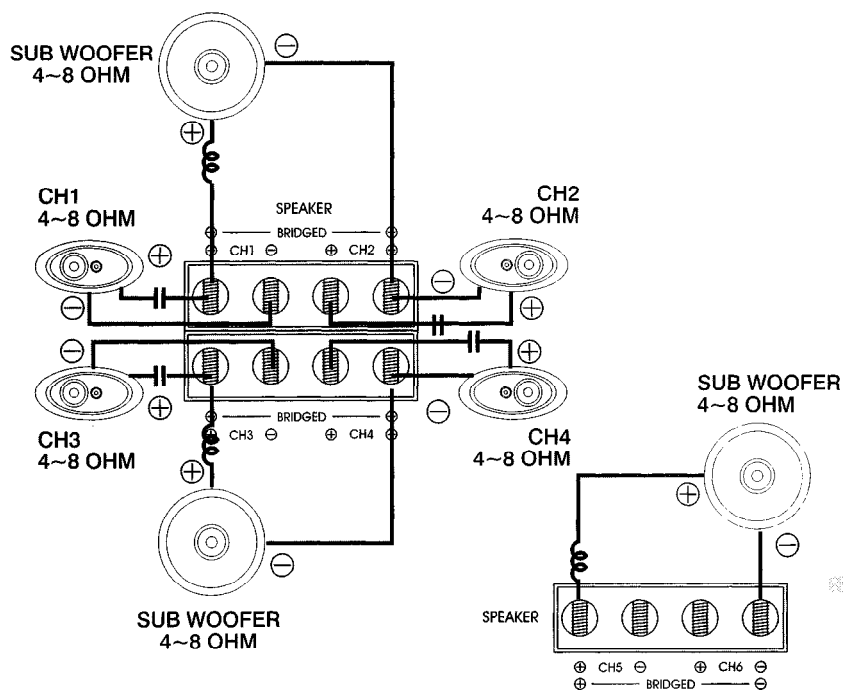 SUB WOOFER
4~8 OHM
⊖
⊕
CH1
4~8 OHM
CH2
4~8 OHM
SPEAKER
⊕ BRIDGED ⊖
⊕ CH1 ⊖ ⊕ CH2 ⊖
⊕
⊖
⊖
⊕
⊖
⊕
⊕
⊖
CH3
4~8 OHM
CH4
4~8 OHM
⊕ BRIDGED ⊖
⊕ CH3 ⊖ ⊕ CH4 ⊖
⊕
⊖
SUB WOOFER
4~8 OHM
SUB WOOFER
4~8 OHM
⊕
⊖
SPEAKER
⊕ CH5 ⊖ ⊕ CH6 ⊖
⊕ BRIDGED ⊖